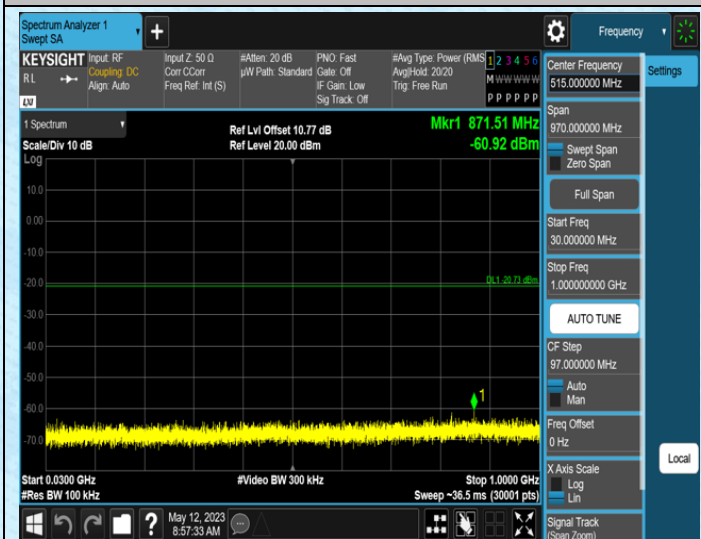 Spectrum Analyzer 1
Swept SA
Frequency
KEYSIGHT
RL
LXI
Input: RF
Coupling: DC
Align: Auto
Input Z: 50 Ω
Corr CCorr
Freq Ref: Int (S)
#Atten: 20 dB
µW Path: Standard
PNO: Fast
Gate: Off
IF Gain: Low
Sig Track: Off
#Avg Type: Power (RMS
Avg|Hold: 20/20
Trig: Free Run
1 2 3 4 5 6
M W W W W W
P P P P P P
1 Spectrum
Scale/Div 10 dB
Log
Ref Lvl Offset 10.77 dB
Ref Level 20.00 dBm
Mkr1 871.51 MHz
-60.92 dBm
10.0
0.00
-10.0
-20.0
DL1 -20.73 dBm
-30.0
-40.0
-50.0
1
-60.0
-70.0
Start 0.0300 GHz
#Res BW 100 kHz
#Video BW 300 kHz
Stop 1.0000 GHz
Sweep ~36.5 ms (30001 pts)
?
May 12, 2023
8:57:33 AM
Center Frequency
515.000000 MHz
Settings
Span
970.000000 MHz
Swept Span
Zero Span
Full Span
Start Freq
30.000000 MHz
Stop Freq
1.000000000 GHz
AUTO TUNE
CF Step
97.000000 MHz
Auto
Man
Freq Offset
0 Hz
Local
X Axis Scale
Log
Lin
Signal Track
(Span Zoom)